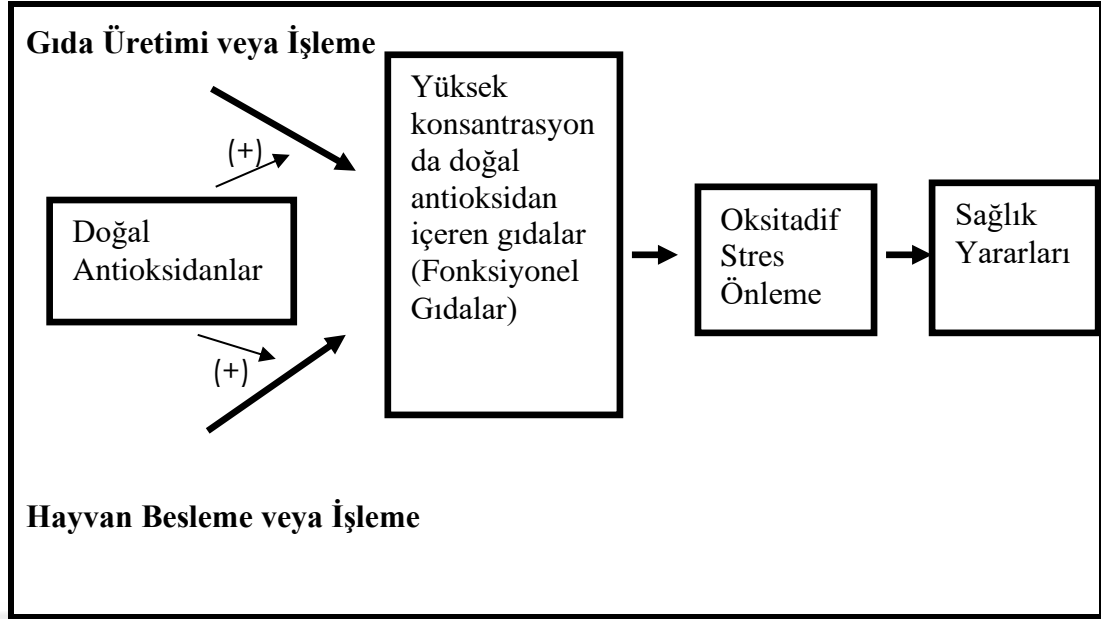 Gıda Üretimi veya İşleme
(+)
Doğal
Antioksidanlar
(+)
Yüksek
konsantrasyon
da doğal
antioksidan
içeren gıdalar
(Fonksiyonel
Gıdalar)
Oksitadif
Stres
Önleme
Sağlık
Yararları
Hayvan Besleme veya İşleme